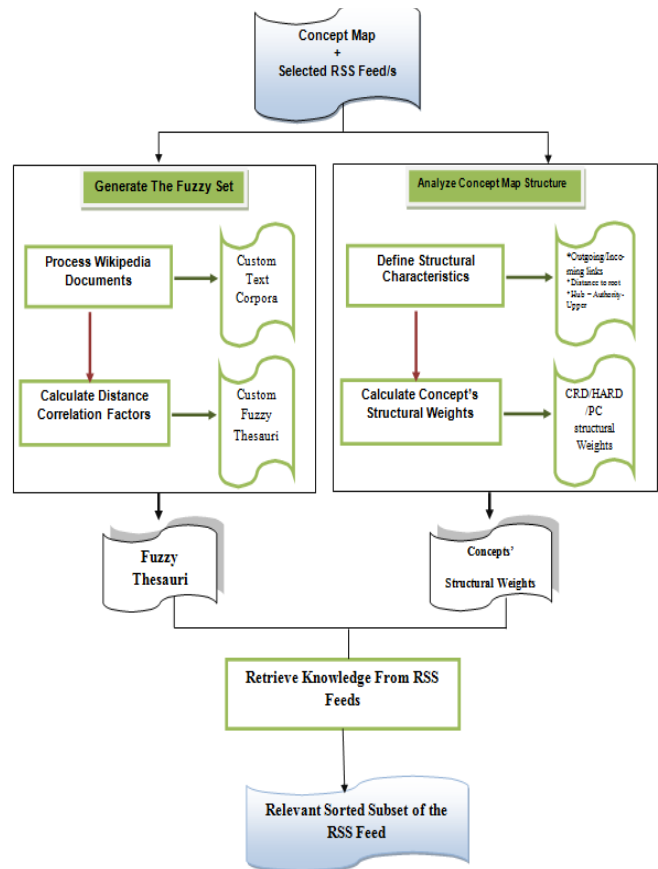 Concept Map
+
Selected RSS Feed/s
Generate The Fuzzy Set
Process Wikipedia
Documents
Custom
Text
Corpora
Calculate Distance
Correlation Factors
Custom
Fuzzy
Thesauri
Analyze Concept Map Structure
Define Structural
Characteristics
*Outgoing/Inco-
ming links
*Distance to root
*Hub – Authority-
Upper
Calculate Concept's
Structural Weights
CRD/HARD
/PC
structural
Weights
Fuzzy
Thesauri
Concepts'
Structural Weights
Retrieve Knowledge From RSS
Feeds
Relevant Sorted Subset of the
RSS Feed